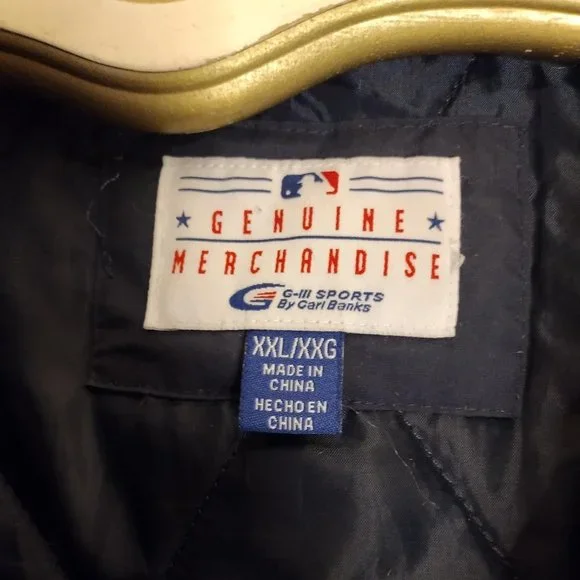 GENUINE
MERCHANDISE
G-III SPORTS
By Carl Banks
XXL/XXG
MADE IN
CHINA
HECHO EN
CHINA